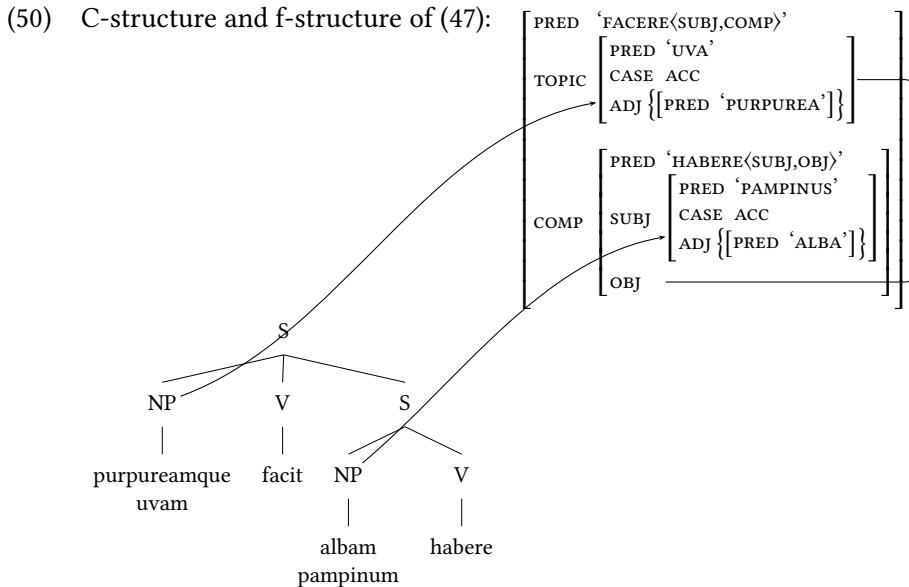 (50) C-structure and f-structure of (47):
PRED ‘FACERE⟨SUBJ,COMP⟩’
TOPIC
PRED ‘UVA’
CASE ACC
ADJ {[PRED ‘PURPUREA’]}
COMP
PRED ‘HABERE⟨SUBJ,OBJ⟩’
SUBJ
PRED ‘PAMPINUS’
CASE ACC
ADJ {[PRED ‘ALBA’]}
OBJ
S
NP V S
purpureamque facit NP V
uvam
albam habere
pampinum